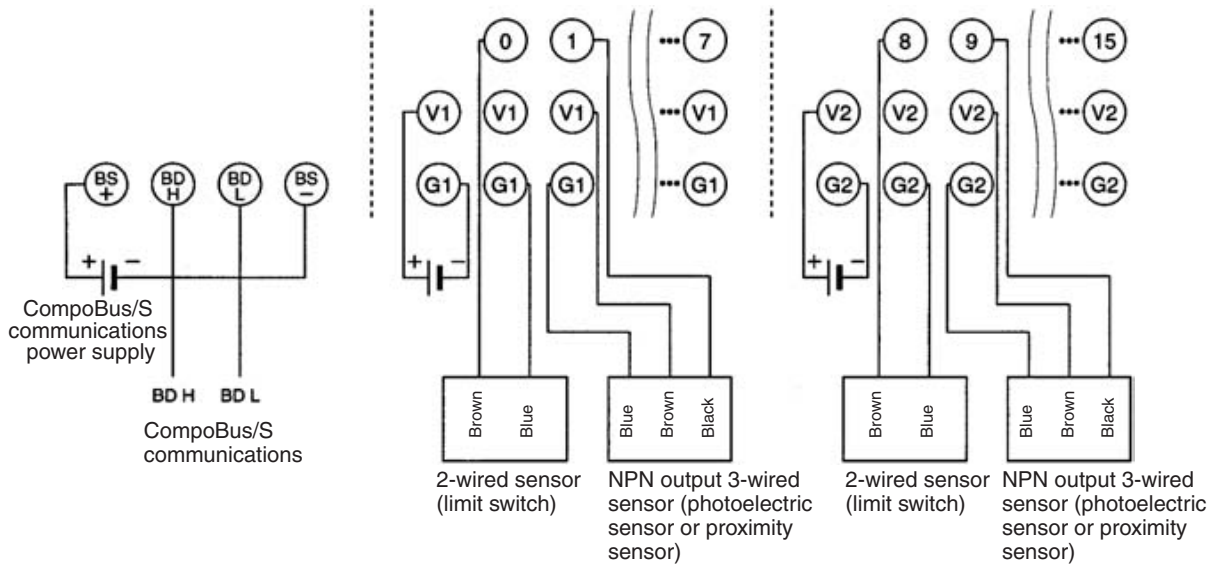 0 1 ••• 7 8 9 ••• 15
V1 V1 V1 ••• V1 V2 V2 V2 ••• V2
BS + BD H BD L BS −
G1 G1 G1 ••• G1 G2 G2 G2 ••• G2
+ −
+ −
+ −
CompoBus/S
communications
power supply
BD H BD L
CompoBus/S
communications
Brown Blue
2-wired sensor
(limit switch)
Blue Brown Black
NPN output 3-wired
sensor (photoelectric
sensor or proximity
sensor)
Brown Blue
2-wired sensor
(limit switch)
Blue Brown Black
NPN output 3-wired
sensor (photoelectric
sensor or proximity
sensor)